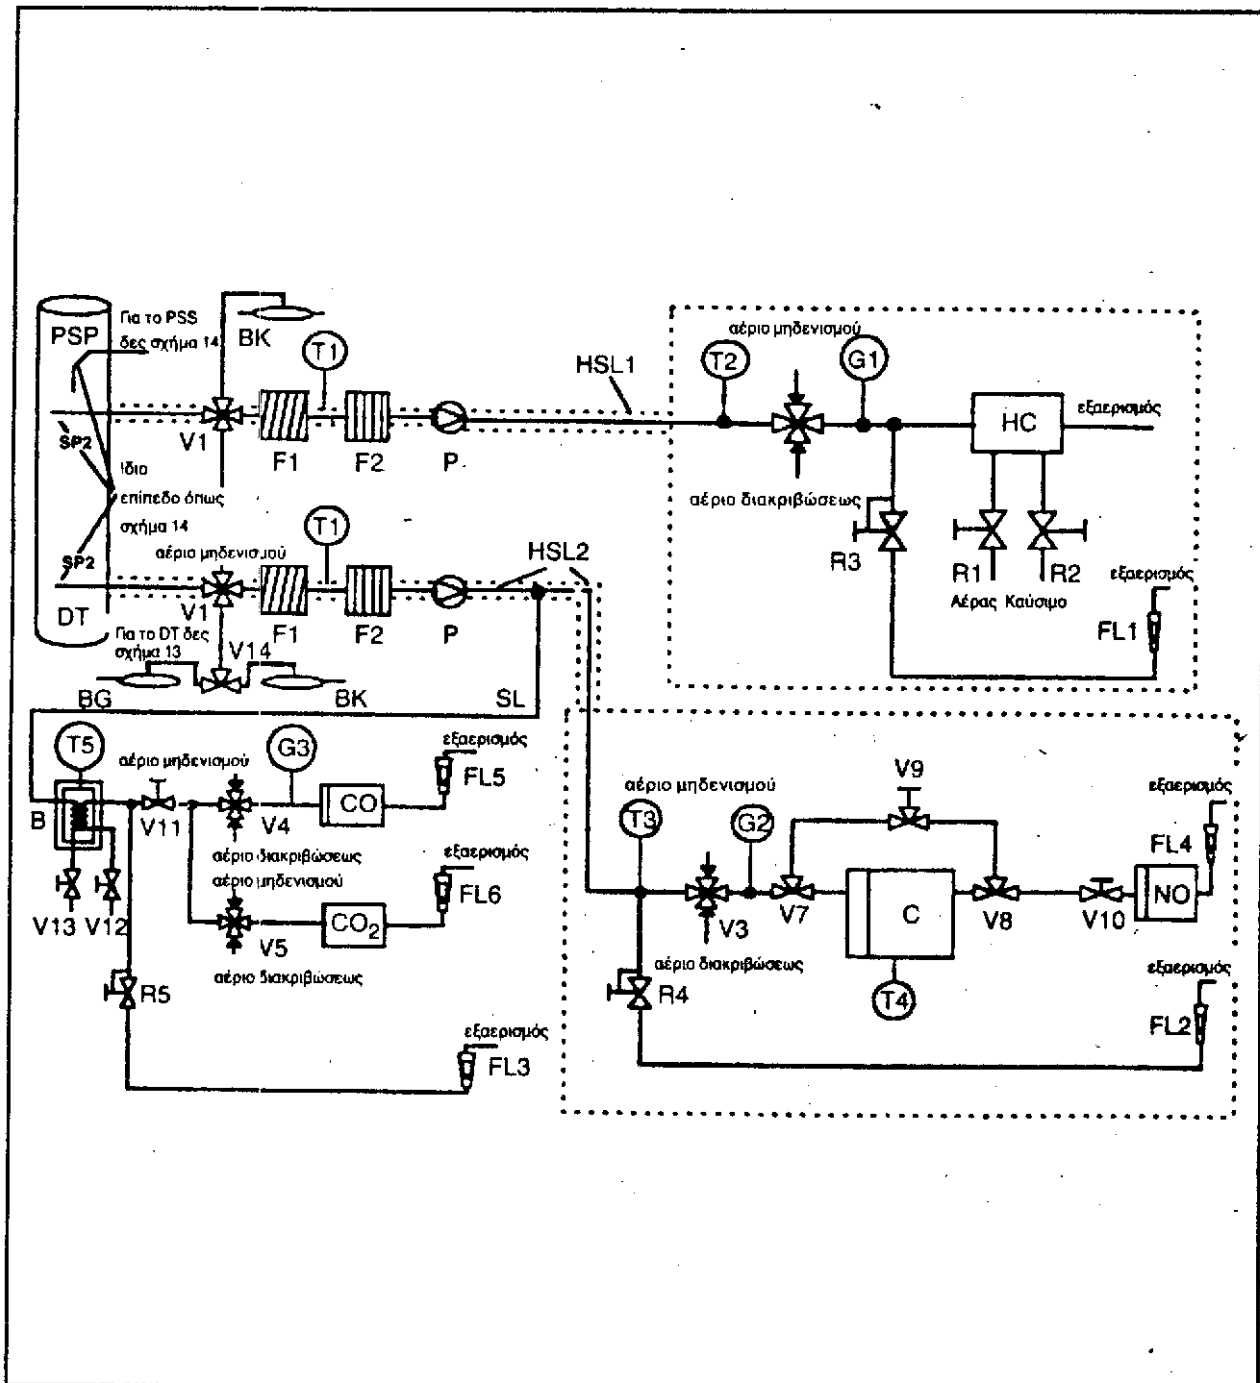 PSP
Για το PSS
δες σχήμα 14
BK
T1
HSL1
αέριο μηδενισμού
T2
G1
HC
εξαερισμός
SP2
V1
F1
F2
P
Ίδιο
επίπεδο όπως
σχήμα 14
αέριο διακριβώσεως
R3
R1
R2
Αέρας Καύσιμο
εξαερισμός
FL1
αέριο μηδενισμού
T1
HSL2
SP2
DT
V1
F1
F2
P
Για το DT δες
σχήμα 13
V14
BG
BK
SL
T5
αέριο μηδενισμού
G3
εξαερισμός
FL5
B
V11
V4
CO
αέριο διακριβώσεως
αέριο μηδενισμού
εξαερισμός
FL6
V13
V12
V5
CO2
αέριο διακριβώσεως
R5
εξαερισμός
FL3
αέριο μηδενισμού
V9
εξαερισμός
T3
G2
FL4
V3
V7
C
V8
V10
NO
αέριο διακριβώσεως
R4
T4
εξαερισμός
FL2